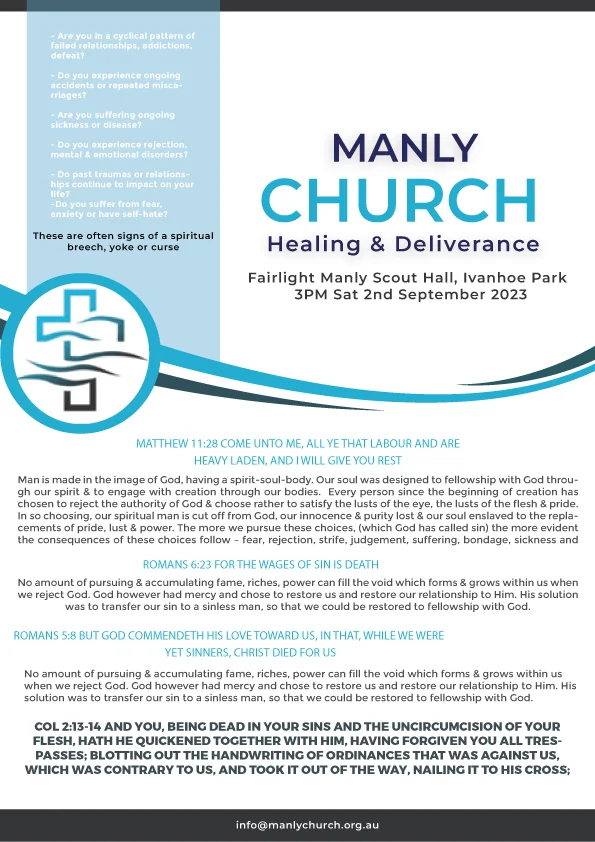 - Are you in a cyclical pattern of
failed relationships, addictions,
defeat?
- Do you experience ongoing
accidents or repeated misca-
rriages?
- Are you suffering ongoing
sickness or disease?
- Do you experience rejection,
mental & emotional disorders?
- Do past traumas or relations-
hips continue to impact on your
life?
-Do you suffer from fear,
anxiety or have self-hate?
These are often signs of a spiritual
breech, yoke or curse
MANLY
CHURCH
Healing & Deliverance
Fairlight Manly Scout Hall, Ivanhoe Park
3PM Sat 2nd September 2023
MATTHEW 11:28 COME UNTO ME, ALL YE THAT LABOUR AND ARE
HEAVY LADEN, AND I WILL GIVE YOU REST
Man is made in the image of God, having a spirit-soul-body. Our soul was designed to fellowship with God throu-
gh our spirit & to engage with creation through our bodies. Every person since the beginning of creation has
chosen to reject the authority of God & choose rather to satisfy the lusts of the eye, the lusts of the flesh & pride.
In so choosing, our spiritual man is cut off from God, our innocence & purity lost & our soul enslaved to the repla-
cements of pride, lust & power. The more we pursue these choices, (which God has called sin) the more evident
the consequences of these choices follow – fear, rejection, strife, judgement, suffering, bondage, sickness and
ROMANS 6:23 FOR THE WAGES OF SIN IS DEATH
No amount of pursuing & accumulating fame, riches, power can fill the void which forms & grows within us when
we reject God. God however had mercy and chose to restore us and restore our relationship to Him. His solution
was to transfer our sin to a sinless man, so that we could be restored to fellowship with God.
ROMANS 5:8 BUT GOD COMMENDETH HIS LOVE TOWARD US, IN THAT, WHILE WE WERE
YET SINNERS, CHRIST DIED FOR US
No amount of pursuing & accumulating fame, riches, power can fill the void which forms & grows within us
when we reject God. God however had mercy and chose to restore us and restore our relationship to Him. His
solution was to transfer our sin to a sinless man, so that we could be restored to fellowship with God.
COL 2:13-14 AND YOU, BEING DEAD IN YOUR SINS AND THE UNCIRCUMCISION OF YOUR
FLESH, HATH HE QUICKENED TOGETHER WITH HIM, HAVING FORGIVEN YOU ALL TRES-
PASSES; BLOTTING OUT THE HANDWRITING OF ORDINANCES THAT WAS AGAINST US,
WHICH WAS CONTRARY TO US, AND TOOK IT OUT OF THE WAY, NAILING IT TO HIS CROSS;
info@manlychurch.org.au